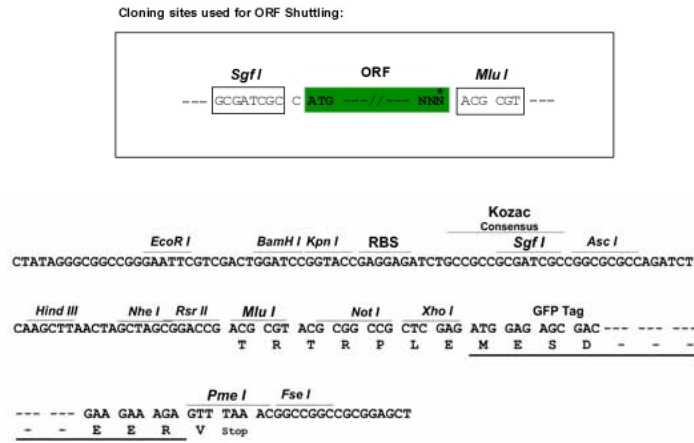 Cloning sites used for ORF Shuttling:
Sgf I ORF Mlu I
--- GCGATCGC C ATG ---//--- NNN* ACG CGT ---
Kozac
Consensus
EcoR I BamH I Kpn I RBS Sgf I Asc I
CTATAGGGCGGCCGGGAATTCGTCGACTGGATCCGGTACCGAGGAGATCTGCCGCCGCGATCGCCGGCGCGCCAGATCT
Hind III Nhe I Rsr II Mlu I Not I Xho I GFP Tag
CAAGCTTAACTAGCTAGCGGACCG ACG CGT ACG CGG CCG CTC GAG ATG GAG AGC GAC --- --- ---
T R T R P L E M E S D - - -
Pme I Fse I
--- --- GAA GAA AGA GTT TAA ACGGCCGGCCGCGGAGCT
- - E E R V Stop